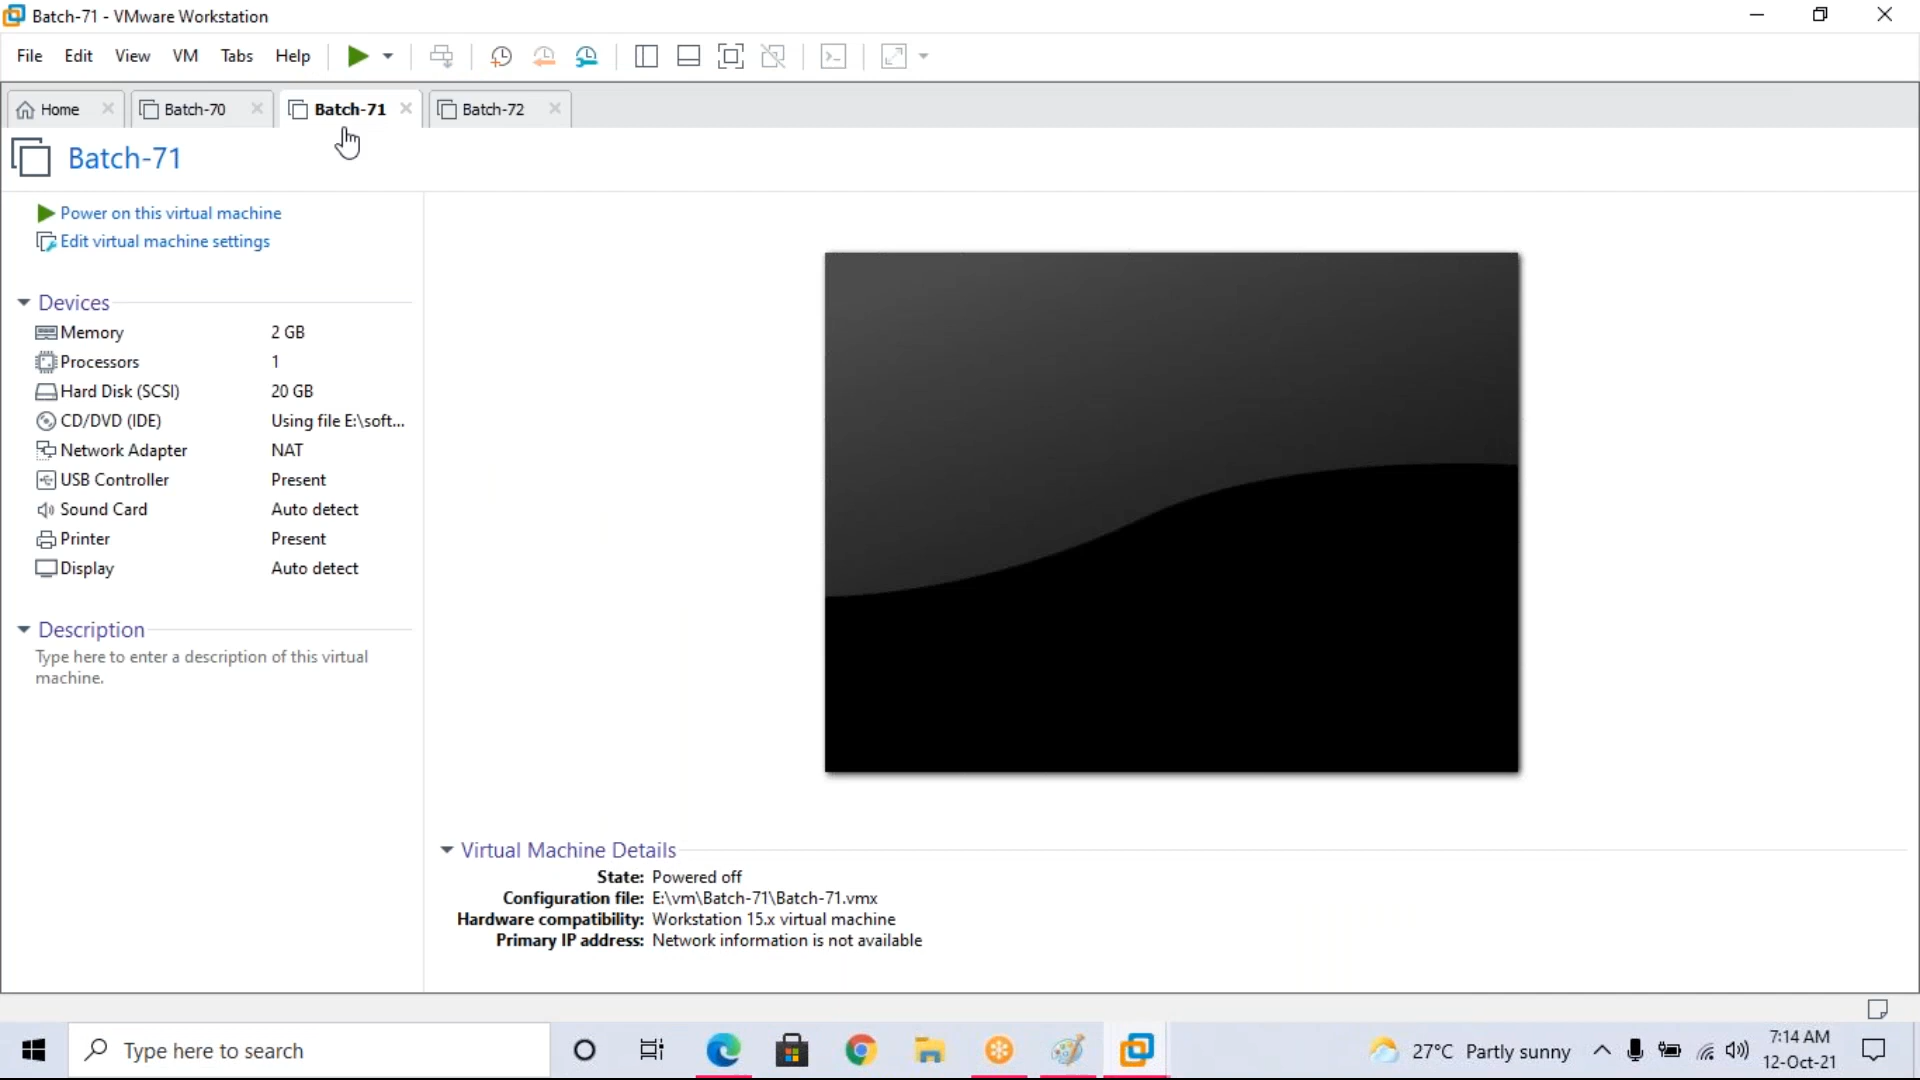 Batch-71 - VMware Workstation
File Edit View VM Tabs Help
Home Batch-70 Batch-71 Batch-72
Batch-71
Power on this virtual machine
Edit virtual machine settings
Devices
Memory 2 GB
Processors 1
Hard Disk (SCSI) 20 GB
CD/DVD (IDE) Using file E:\soft...
Network Adapter NAT
USB Controller Present
Sound Card Auto detect
Printer Present
Display Auto detect
Description
Type here to enter a description of this virtual
machine.
Virtual Machine Details
State: Powered off
Configuration file: E:\vm\Batch-71\Batch-71.vmx
Hardware compatibility: Workstation 15.x virtual machine
Primary IP address: Network information is not available
Type here to search
27°C Partly sunny
7:14 AM
12-Oct-21